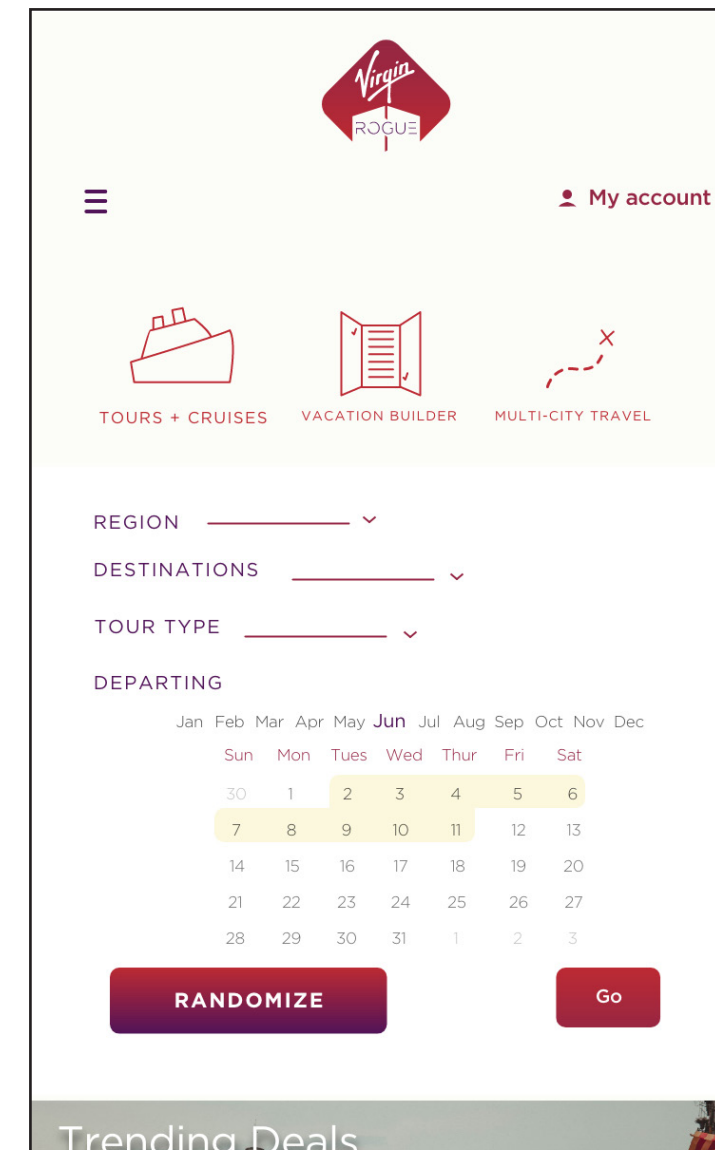 Virgin
ROGUE
My account
TOURS + CRUISES VACATION BUILDER MULTI-CITY TRAVEL
REGION
DESTINATIONS
TOUR TYPE
DEPARTING
Jan Feb Mar Apr May Jun Jul Aug Sep Oct Nov Dec
Sun Mon Tues Wed Thur Fri Sat
30 1 2 3 4 5 6
7 8 9 10 11 12 13
14 15 16 17 18 19 20
21 22 23 24 25 26 27
28 29 30 31 1 2 3
RANDOMIZE Go
Trending Deals